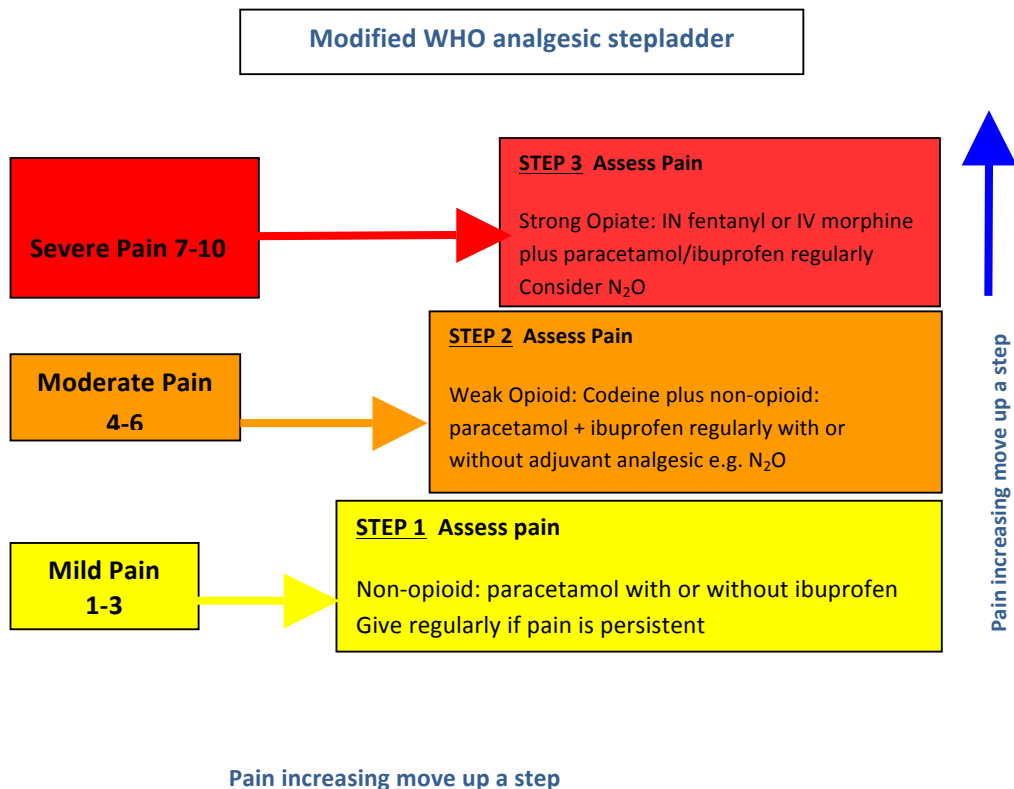 Modified WHO analgesic stepladder
STEP 3 Assess Pain
Severe Pain 7-10
Strong Opiate: IN fentanyl or IV morphine
plus paracetamol/ibuprofen regularly
Consider N₂O
STEP 2 Assess Pain
Moderate Pain
4-6
Weak Opioid: Codeine plus non-opioid:
paracetamol + ibuprofen regularly with or
without adjuvant analgesic e.g. N₂O
STEP 1 Assess pain
Mild Pain
1-3
Non-opioid: paracetamol with or without ibuprofen
Give regularly if pain is persistent
Pain increasing move up a step
Pain increasing move up a step